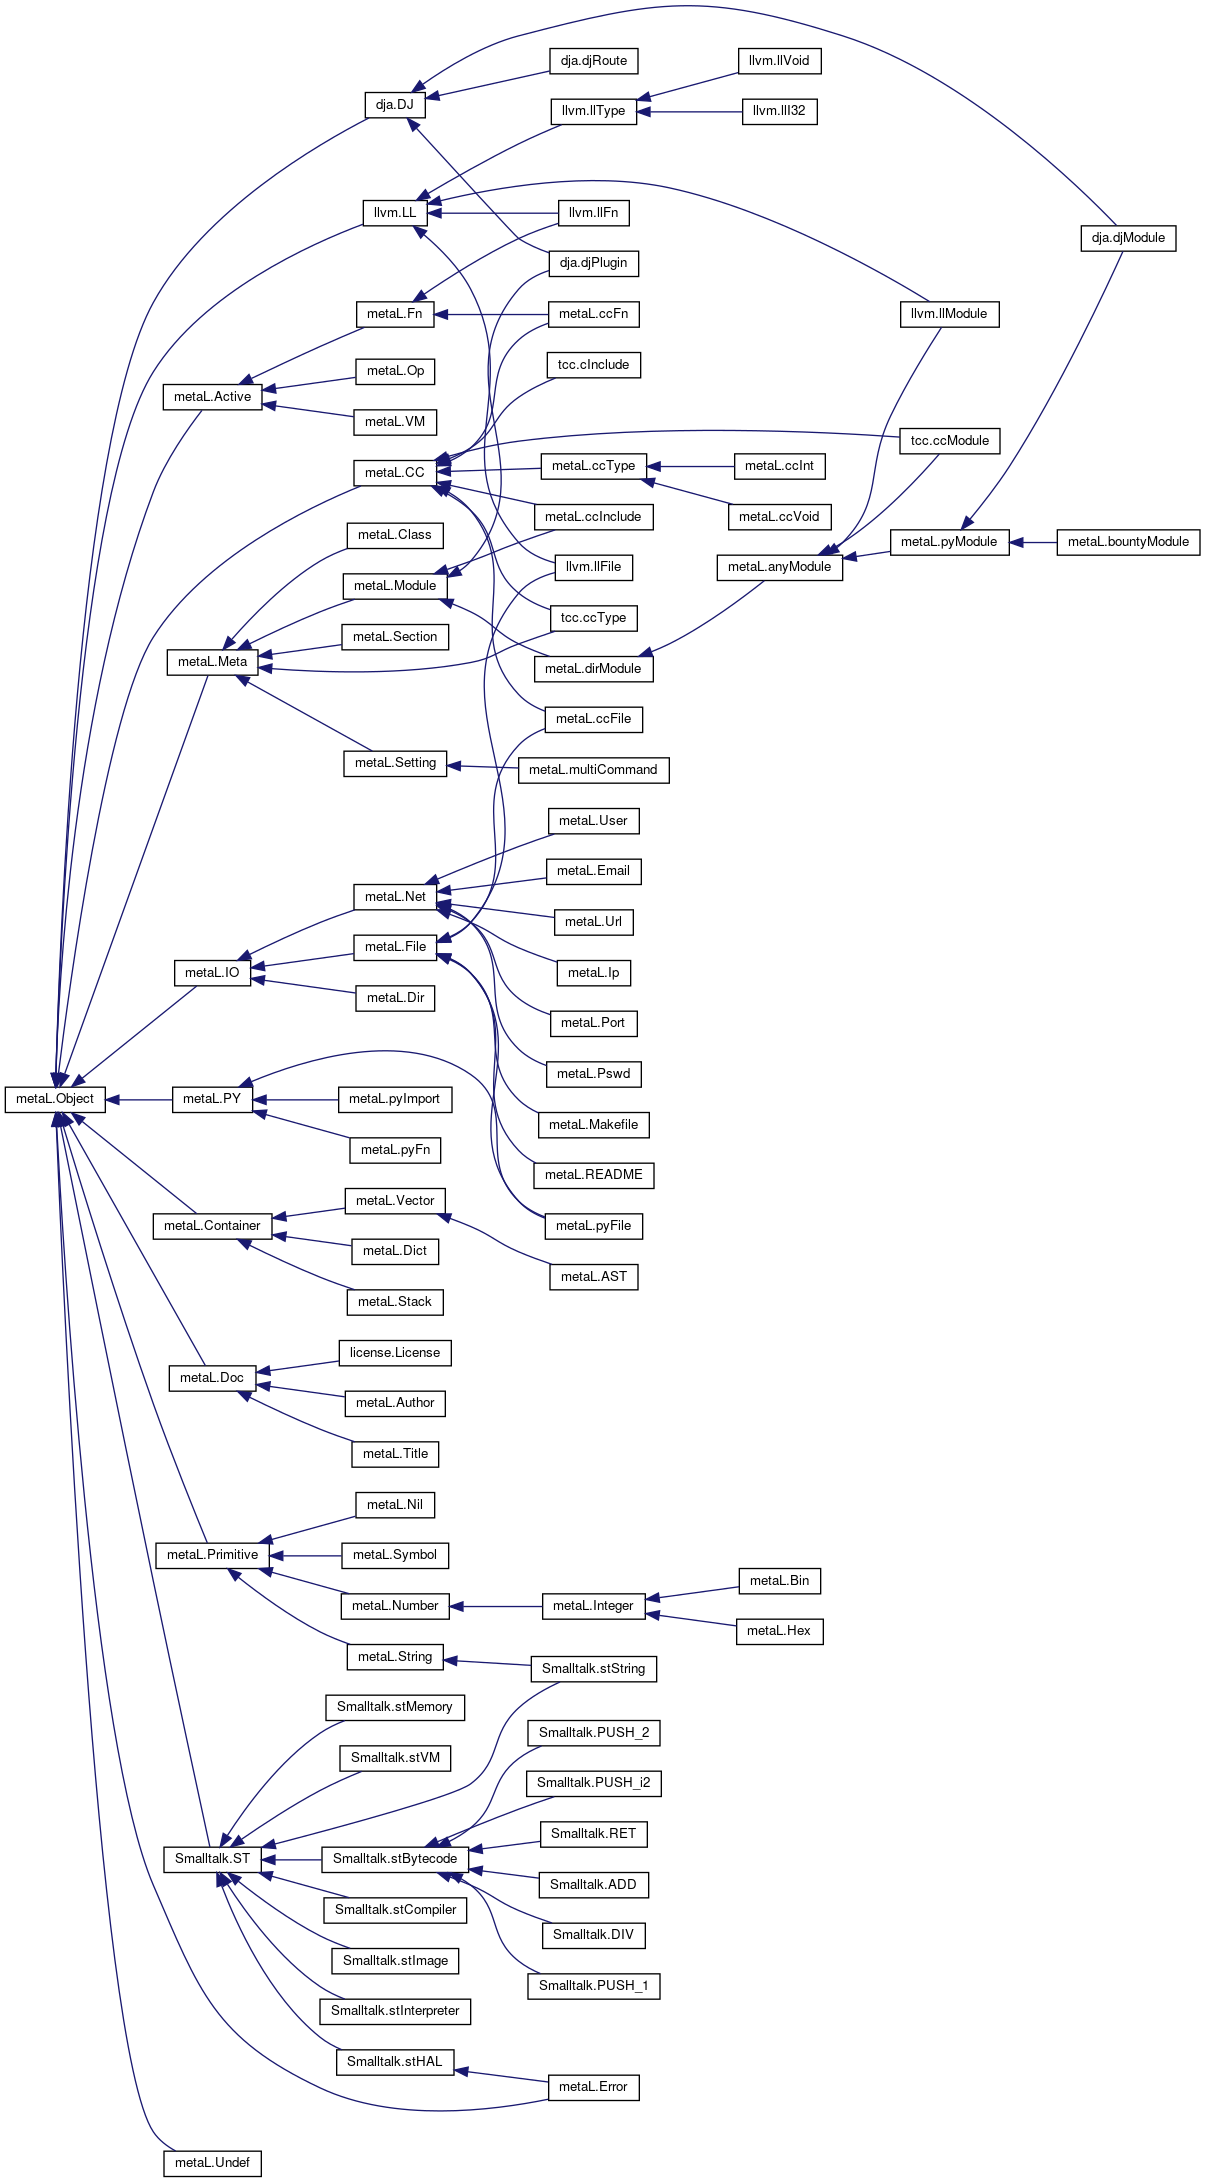 dja.djRoute
llvm.llVoid
dja.DJ
llvm.llType
llvm.llI32
llvm.LL
llvm.llFn
dja.djModule
dja.djPlugin
metaL.Fn
metaL.ccFn
llvm.llModule
metaL.Op
tcc.cInclude
metaL.Active
metaL.VM
tcc.ccModule
metaL.CC
metaL.ccType
metaL.ccInt
metaL.ccInclude
metaL.ccVoid
metaL.Class
metaL.pyModule
metaL.bountyModule
llvm.llFile
metaL.anyModule
metaL.Module
tcc.ccType
metaL.Section
metaL.Meta
metaL.dirModule
metaL.ccFile
metaL.Setting
metaL.multiCommand
metaL.User
metaL.Email
metaL.Net
metaL.Url
metaL.File
metaL.IO
metaL.Ip
metaL.Dir
metaL.Port
metaL.Pswd
metaL.Object
metaL.PY
metaL.pyImport
metaL.Makefile
metaL.pyFn
metaL.README
metaL.Vector
metaL.Container
metaL.pyFile
metaL.Dict
metaL.AST
metaL.Stack
license.License
metaL.Doc
metaL.Author
metaL.Title
metaL.Nil
metaL.Primitive
metaL.Symbol
metaL.Bin
metaL.Number
metaL.Integer
metaL.Hex
metaL.String
Smalltalk.stString
Smalltalk.stMemory
Smalltalk.PUSH_2
Smalltalk.stVM
Smalltalk.PUSH_i2
Smalltalk.RET
Smalltalk.ST
Smalltalk.stBytecode
Smalltalk.ADD
Smalltalk.stCompiler
Smalltalk.DIV
Smalltalk.stImage
Smalltalk.PUSH_1
Smalltalk.stInterpreter
Smalltalk.stHAL
metaL.Error
metaL.Undef